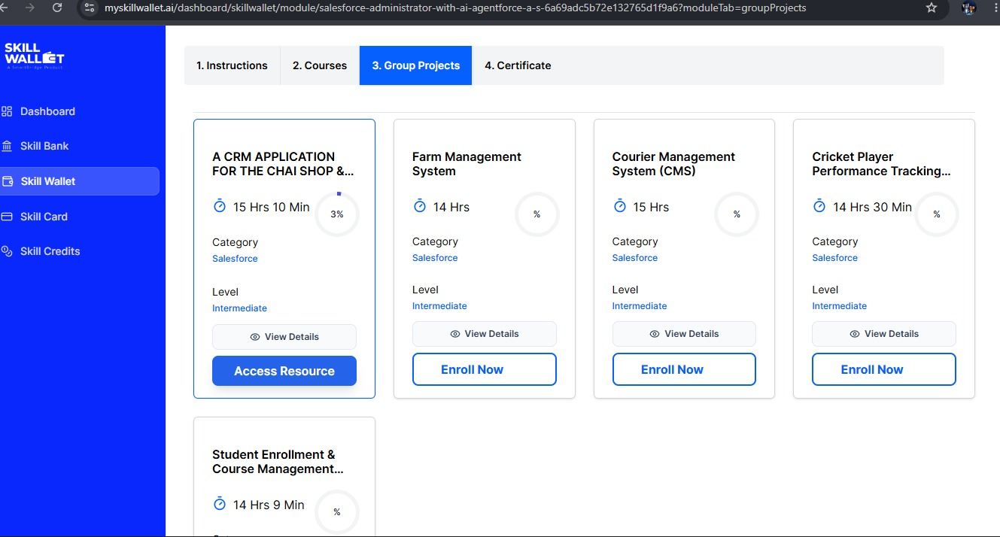 myskillwallet.ai/dashboard/skillwallet/module/salesforce-administrator-with-ai-agentforce-a-s-6a69adc5b72e132765d1f9a6?moduleTab=groupProjects
SKILL
WALLET
A SmartBridge Product
Dashboard
Skill Bank
Skill Wallet
Skill Card
Skill Credits
1. Instructions
2. Courses
3. Group Projects
4. Certificate
A CRM APPLICATION
FOR THE CHAI SHOP &...
15 Hrs 10 Min
3%
Category
Salesforce
Level
Intermediate
View Details
Access Resource
Farm Management
System
14 Hrs
%
Category
Salesforce
Level
Intermediate
View Details
Enroll Now
Courier Management
System (CMS)
15 Hrs
%
Category
Salesforce
Level
Intermediate
View Details
Enroll Now
Cricket Player
Performance Tracking...
14 Hrs 30 Min
%
Category
Salesforce
Level
Intermediate
View Details
Enroll Now
Student Enrollment &
Course Management...
14 Hrs 9 Min
%